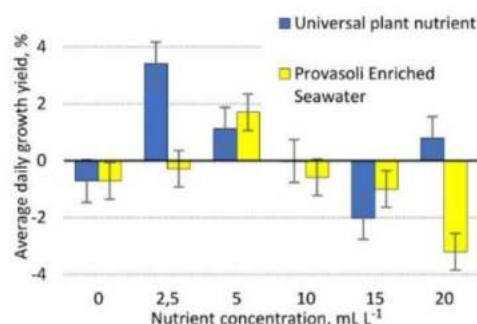 Universal plant nutrient
Provasoli Enriched
Seawater
Average daily growth yield, %
4
2
0
-2
-4
0 2,5 5 10 15 20
Nutrient concentration, mL L⁻¹